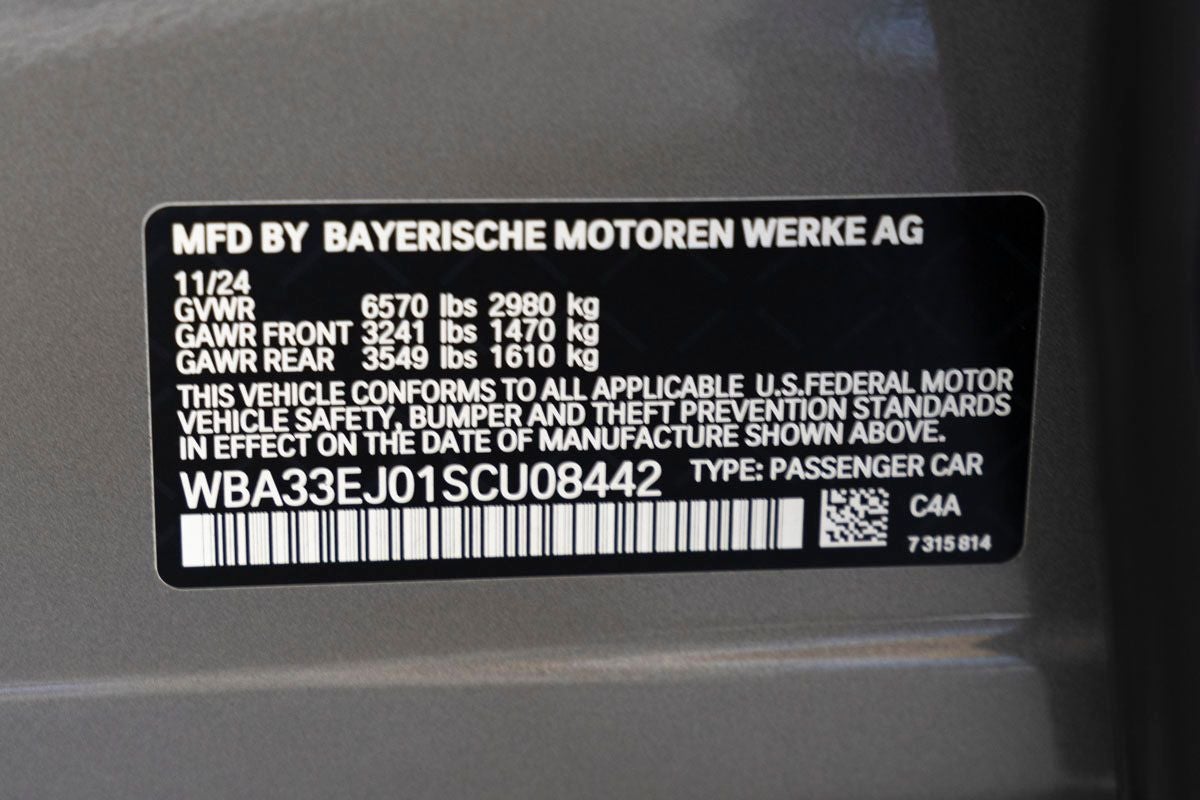 MFD BY BAYERISCHE MOTOREN WERKE AG
11/24
GVWR 6570 lbs 2980 kg
GAWR FRONT 3241 lbs 1470 kg
GAWR REAR 3549 lbs 1610 kg
THIS VEHICLE CONFORMS TO ALL APPLICABLE U.S.FEDERAL MOTOR
VEHICLE SAFETY, BUMPER AND THEFT PREVENTION STANDARDS
IN EFFECT ON THE DATE OF MANUFACTURE SHOWN ABOVE.
WBA33EJ01SCU08442 TYPE: PASSENGER CAR
C4A
7 315 814